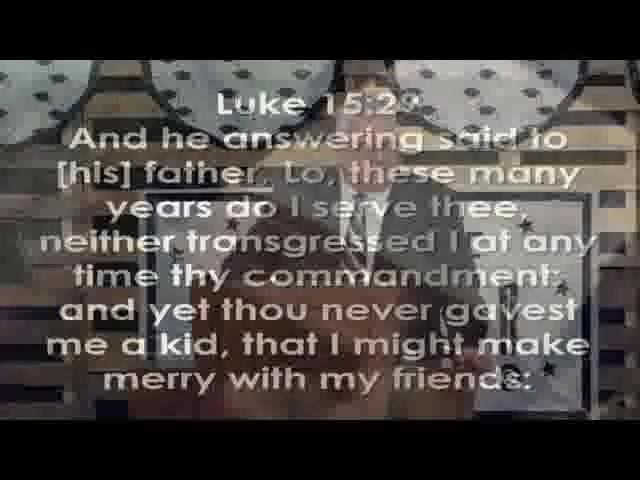 Luke 15:29
And he answering said to
[his] father, Lo, these many
years do I serve thee,
neither transgressed I at any
time thy commandment:
and yet thou never gavest
me a kid, that I might make
merry with my friends: